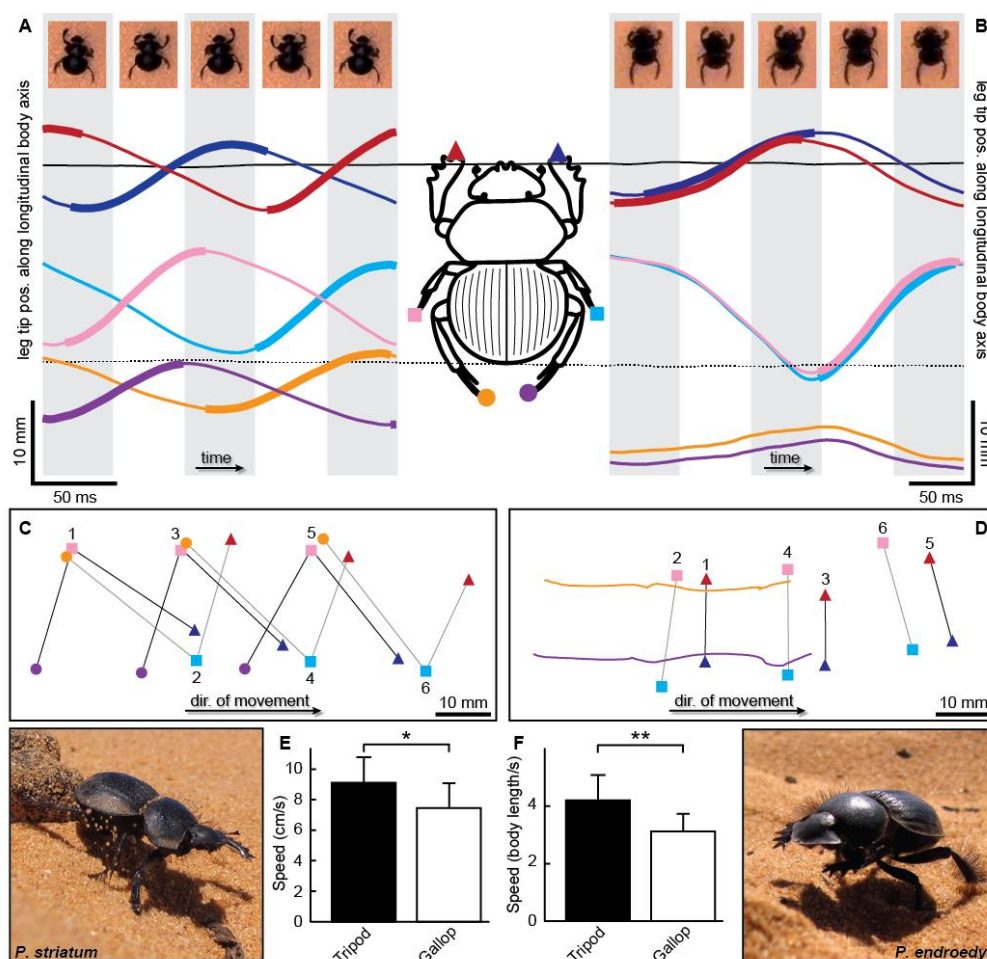 A
B
leg tip pos. along longitudinal body axis
leg tip pos. along longitudinal body axis
10 mm
time
50 ms
time
10 mm
50 ms
C
1
3
5
2
4
6
dir. of movement
10 mm
D
2
1
4
3
6
5
dir. of movement
10 mm
P. striatum
E
*
Speed (cm/s)
10
8
6
4
2
0
Tripod
Gallop
F
**
Speed (body length/s)
4
2
0
Tripod
Gallop
P. endroedyi